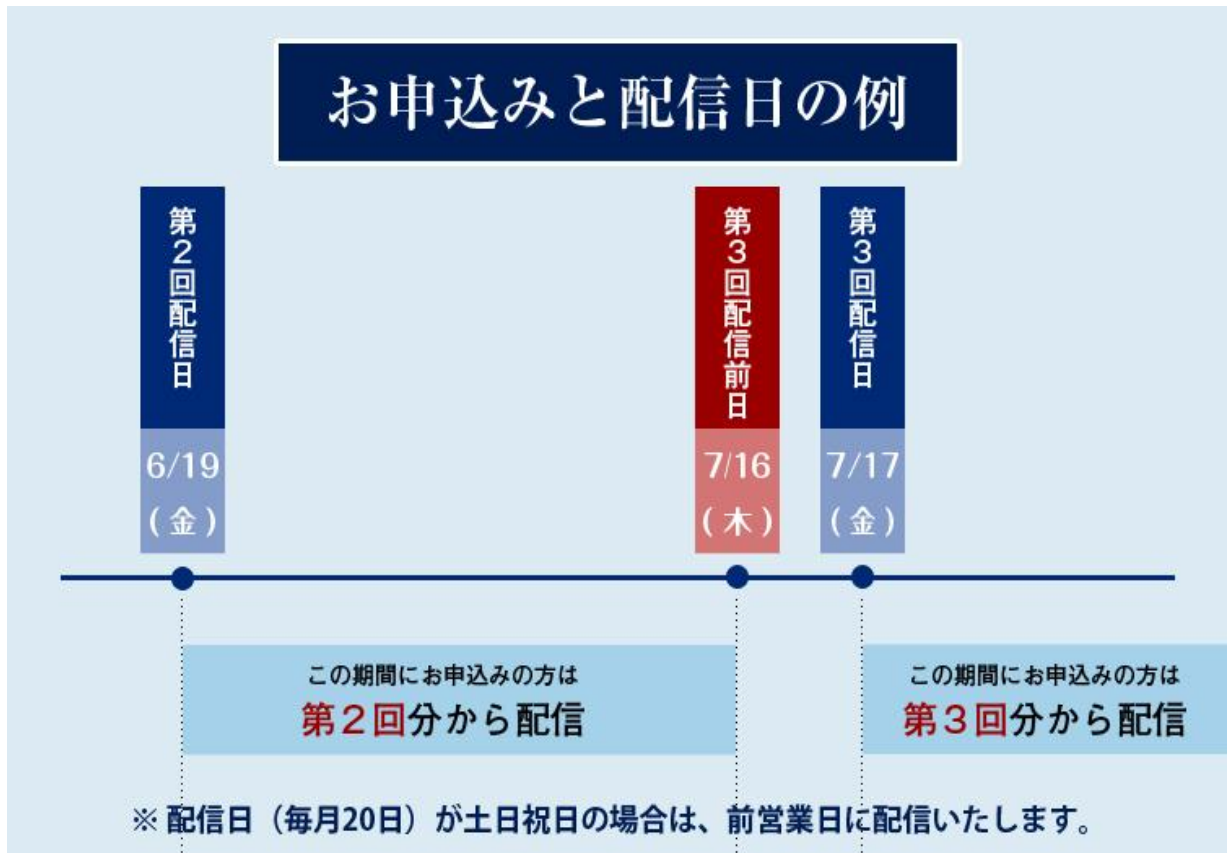 お申込みと配信日の例
第２回配信日
6/19
(金)
第３回配信前日
7/16
(木)
第３回配信日
7/17
(金)
この期間にお申込みの方は
第２回分から配信
この期間にお申込みの方は
第３回分から配信
※ 配信日（毎月20日）が土日祝日の場合は、前営業日に配信いたします。